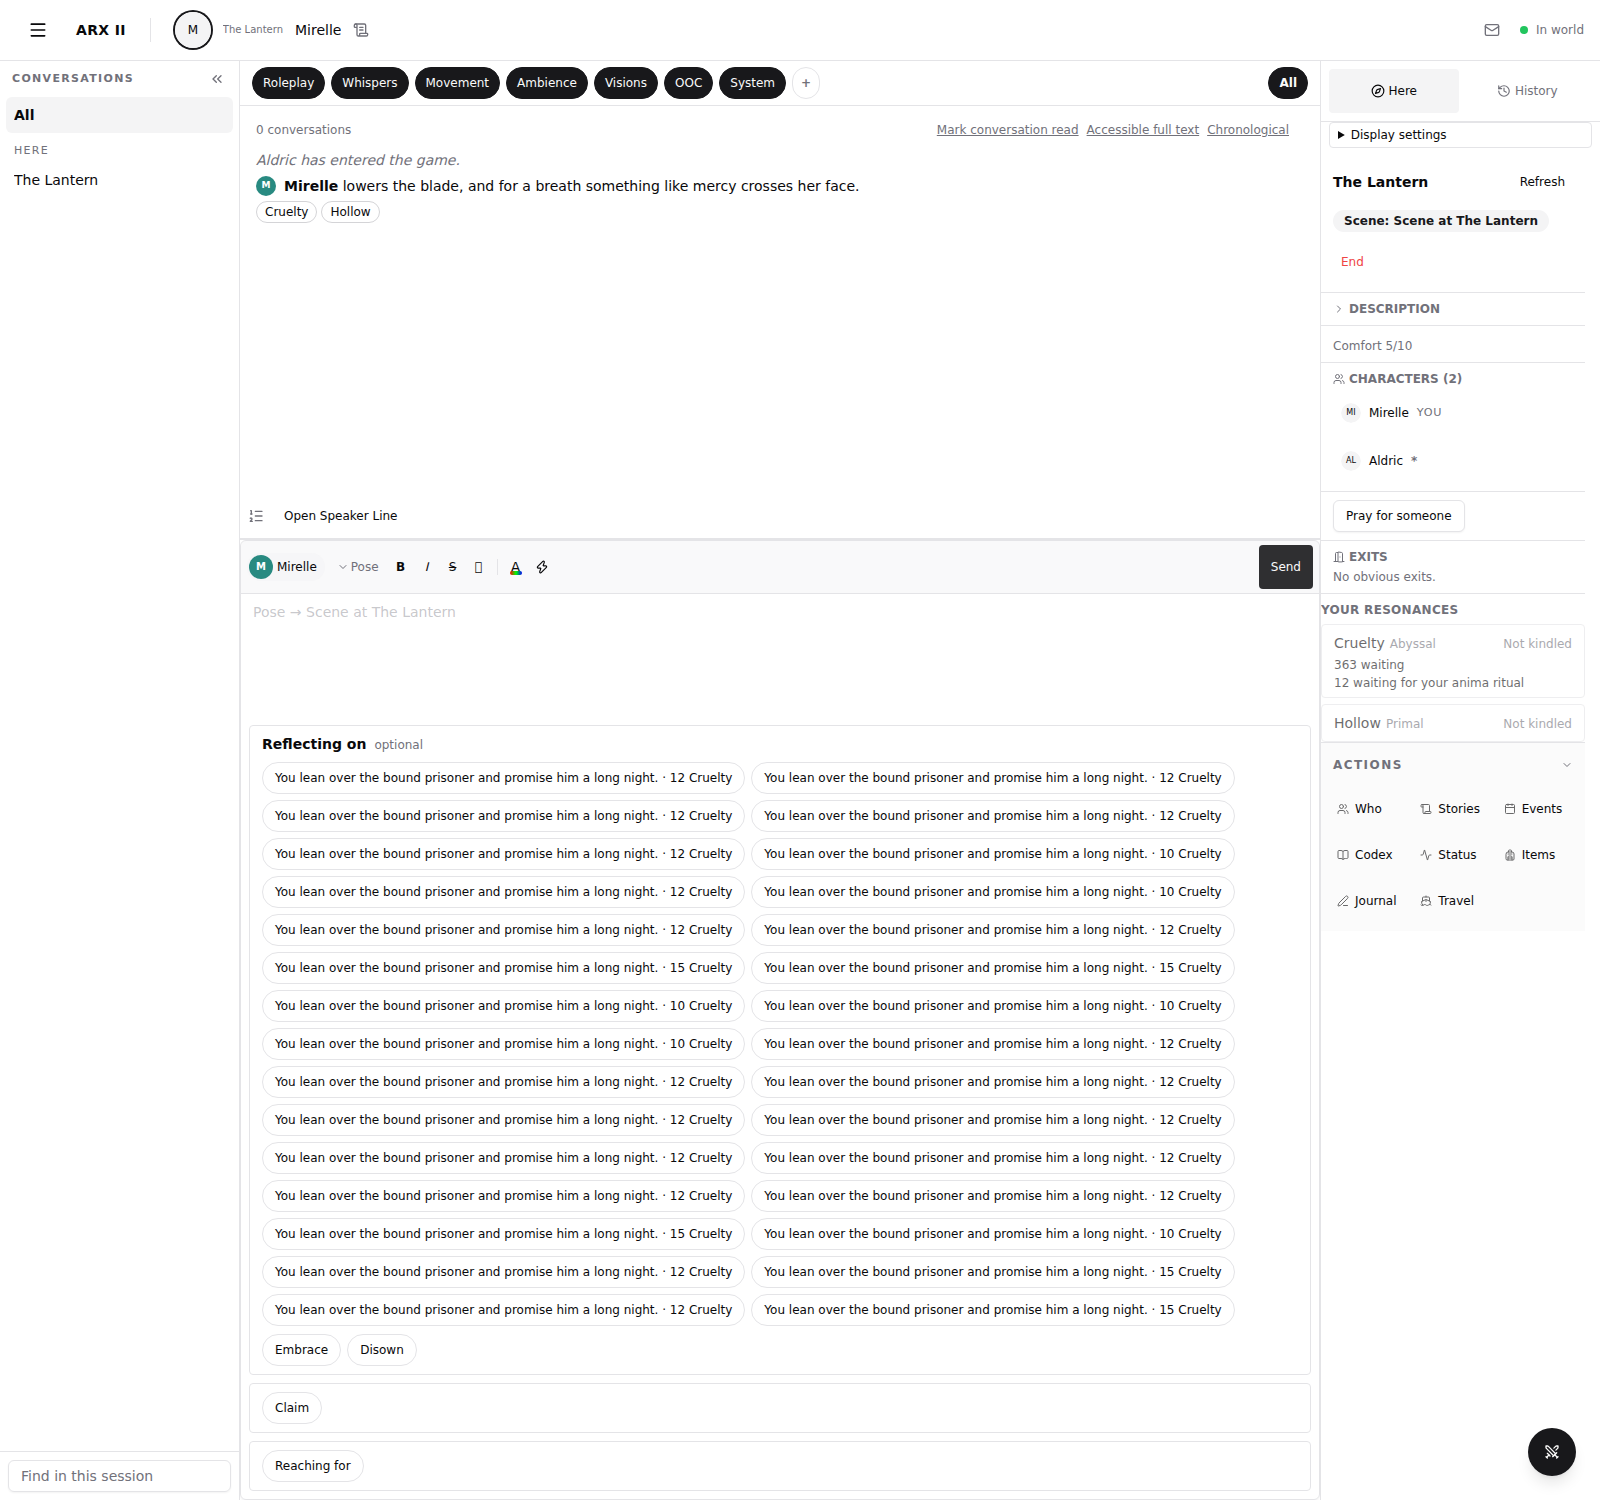 ARX II
M
The Lantern
Mirelle
In world
CONVERSATIONS
All
HERE
The Lantern
Find in this session
Roleplay
Whispers
Movement
Ambience
Visions
OOC
System
+
All
0 conversations
Mark conversation read
Accessible full text
Chronological
Aldric has entered the game.
M
Mirelle lowers the blade, and for a breath something like mercy crosses her face.
Cruelty
Hollow
Open Speaker Line
M
Mirelle
Pose
B
I
S
A
Send
Pose → Scene at The Lantern
Reflecting on optional
You lean over the bound prisoner and promise him a long night. · 12 Cruelty
You lean over the bound prisoner and promise him a long night. · 12 Cruelty
You lean over the bound prisoner and promise him a long night. · 12 Cruelty
You lean over the bound prisoner and promise him a long night. · 12 Cruelty
You lean over the bound prisoner and promise him a long night. · 12 Cruelty
You lean over the bound prisoner and promise him a long night. · 10 Cruelty
You lean over the bound prisoner and promise him a long night. · 12 Cruelty
You lean over the bound prisoner and promise him a long night. · 10 Cruelty
You lean over the bound prisoner and promise him a long night. · 12 Cruelty
You lean over the bound prisoner and promise him a long night. · 12 Cruelty
You lean over the bound prisoner and promise him a long night. · 15 Cruelty
You lean over the bound prisoner and promise him a long night. · 15 Cruelty
You lean over the bound prisoner and promise him a long night. · 10 Cruelty
You lean over the bound prisoner and promise him a long night. · 10 Cruelty
You lean over the bound prisoner and promise him a long night. · 10 Cruelty
You lean over the bound prisoner and promise him a long night. · 12 Cruelty
You lean over the bound prisoner and promise him a long night. · 12 Cruelty
You lean over the bound prisoner and promise him a long night. · 12 Cruelty
You lean over the bound prisoner and promise him a long night. · 12 Cruelty
You lean over the bound prisoner and promise him a long night. · 12 Cruelty
You lean over the bound prisoner and promise him a long night. · 12 Cruelty
You lean over the bound prisoner and promise him a long night. · 12 Cruelty
You lean over the bound prisoner and promise him a long night. · 12 Cruelty
You lean over the bound prisoner and promise him a long night. · 12 Cruelty
You lean over the bound prisoner and promise him a long night. · 15 Cruelty
You lean over the bound prisoner and promise him a long night. · 10 Cruelty
You lean over the bound prisoner and promise him a long night. · 12 Cruelty
You lean over the bound prisoner and promise him a long night. · 15 Cruelty
You lean over the bound prisoner and promise him a long night. · 12 Cruelty
You lean over the bound prisoner and promise him a long night. · 15 Cruelty
Embrace
Disown
Claim
Reaching for
Here
History
Display settings
The Lantern
Refresh
Scene: Scene at The Lantern
End
DESCRIPTION
Comfort 5/10
CHARACTERS (2)
MI
Mirelle YOU
AL
Aldric *
Pray for someone
EXITS
No obvious exits.
YOUR RESONANCES
Cruelty Abyssal
Not kindled
363 waiting
12 waiting for your anima ritual
Hollow Primal
Not kindled
ACTIONS
Who
Stories
Events
Codex
Status
Items
Journal
Travel